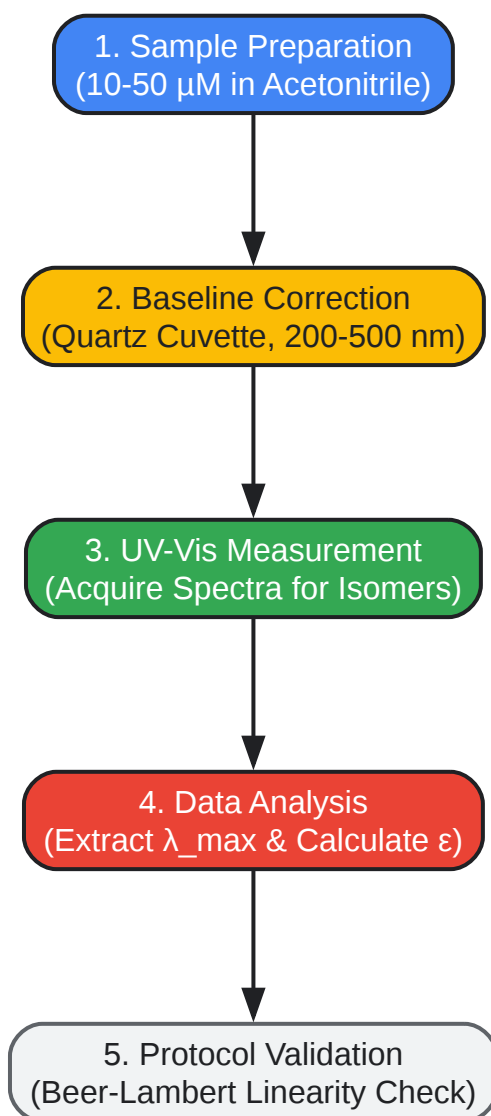 1. Sample Preparation
(10-50 µM in Acetonitrile)
2. Baseline Correction
(Quartz Cuvette, 200-500 nm)
3. UV-Vis Measurement
(Acquire Spectra for Isomers)
4. Data Analysis
(Extract λ_max & Calculate ε)
5. Protocol Validation
(Beer-Lambert Linearity Check)